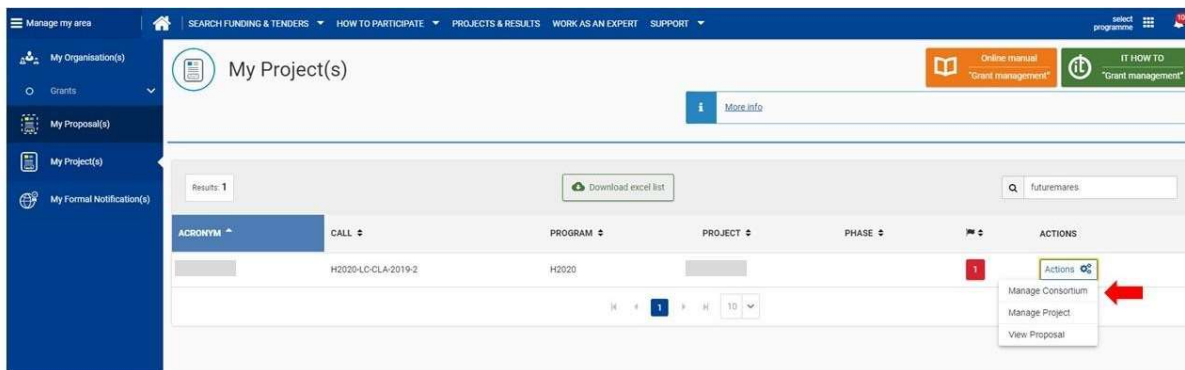 Manage my area
SEARCH FUNDING & TENDERS HOW TO PARTICIPATE PROJECTS & RESULTS WORK AS AN EXPERT SUPPORT
select programme
10
My Organisation(s)
Grants
My Proposal(s)
My Project(s)
My Formal Notification(s)
My Project(s)
Online manual
"Grant management"
it
IT HOW TO
"Grant management"
i More info
Results: 1
Download excel list
futuremares
ACRONYM CALL PROGRAM PROJECT PHASE ACTIONS
H2020-LC-CLA-2019-2 H2020 1 Actions
1 10
Manage Consortium
Manage Project
View Proposal